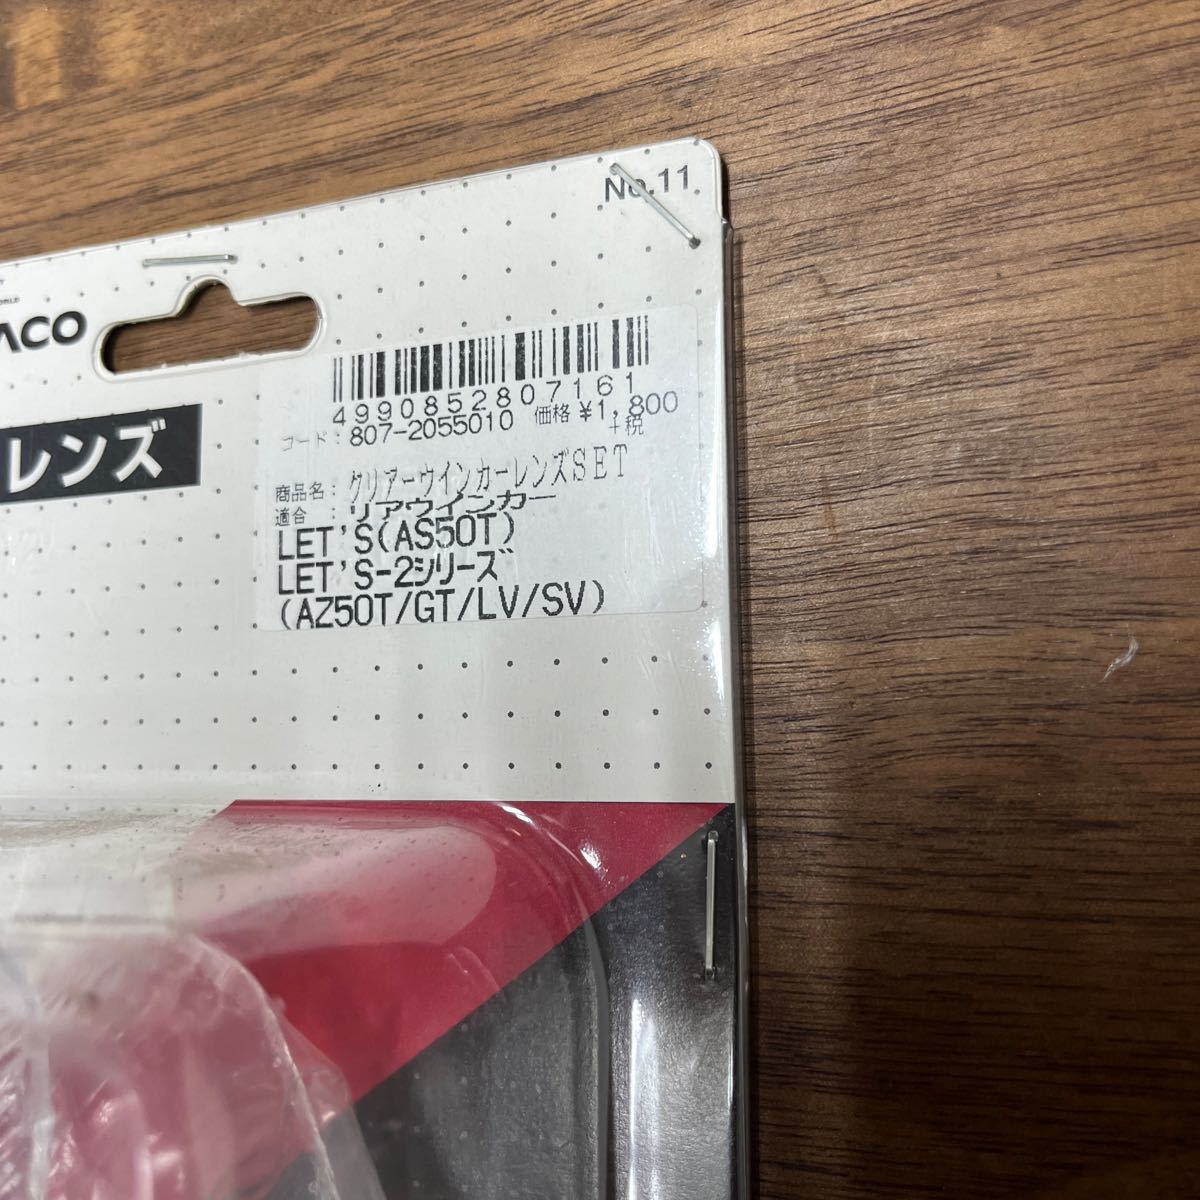 No.11
ACO
レンズ
4990852807161
コード: 807-2055010 価格 ¥1,800
+税
商品名: クリアーウインカーレンズSET
適合 : リアウインカー
LET'S(AS50T)
LET'S-2シリーズ
(AZ50T/GT/LV/SV)